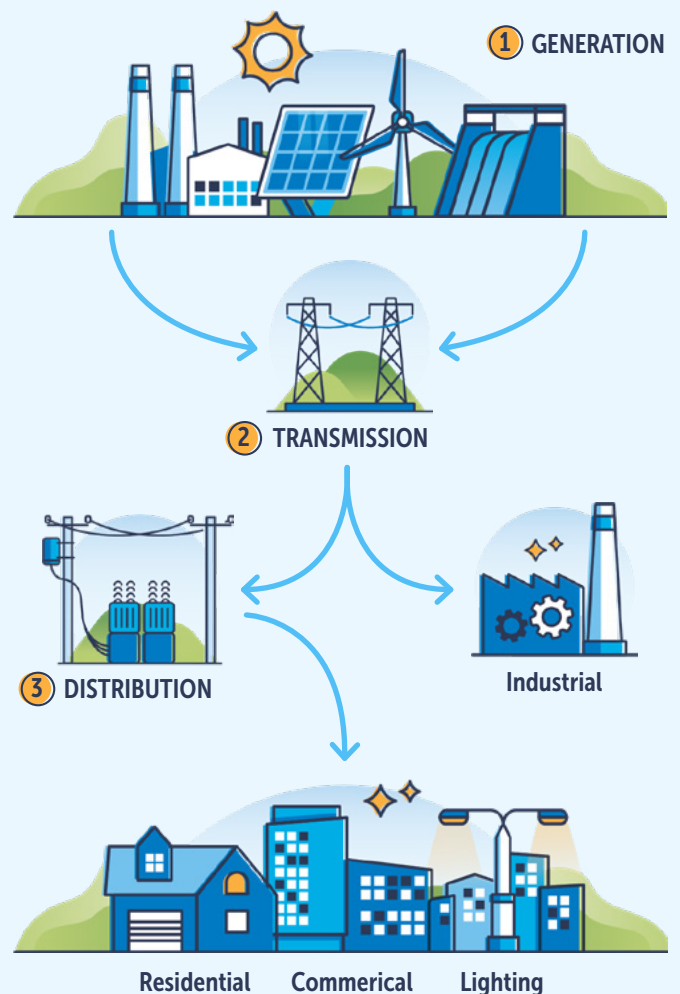 1 GENERATION
2 TRANSMISSION
3 DISTRIBUTION
Industrial
Residential Commerical Lighting